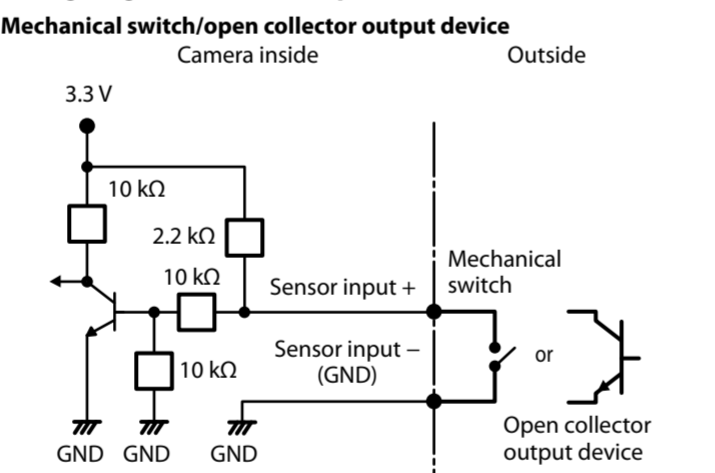 Mechanical switch/open collector output device
Camera inside
Outside
3.3 V
10 kΩ
2.2 kΩ
10 kΩ
Sensor input +
Mechanical
switch
Sensor input –
(GND)
or
10 kΩ
GND
GND
GND
Open collector
output device